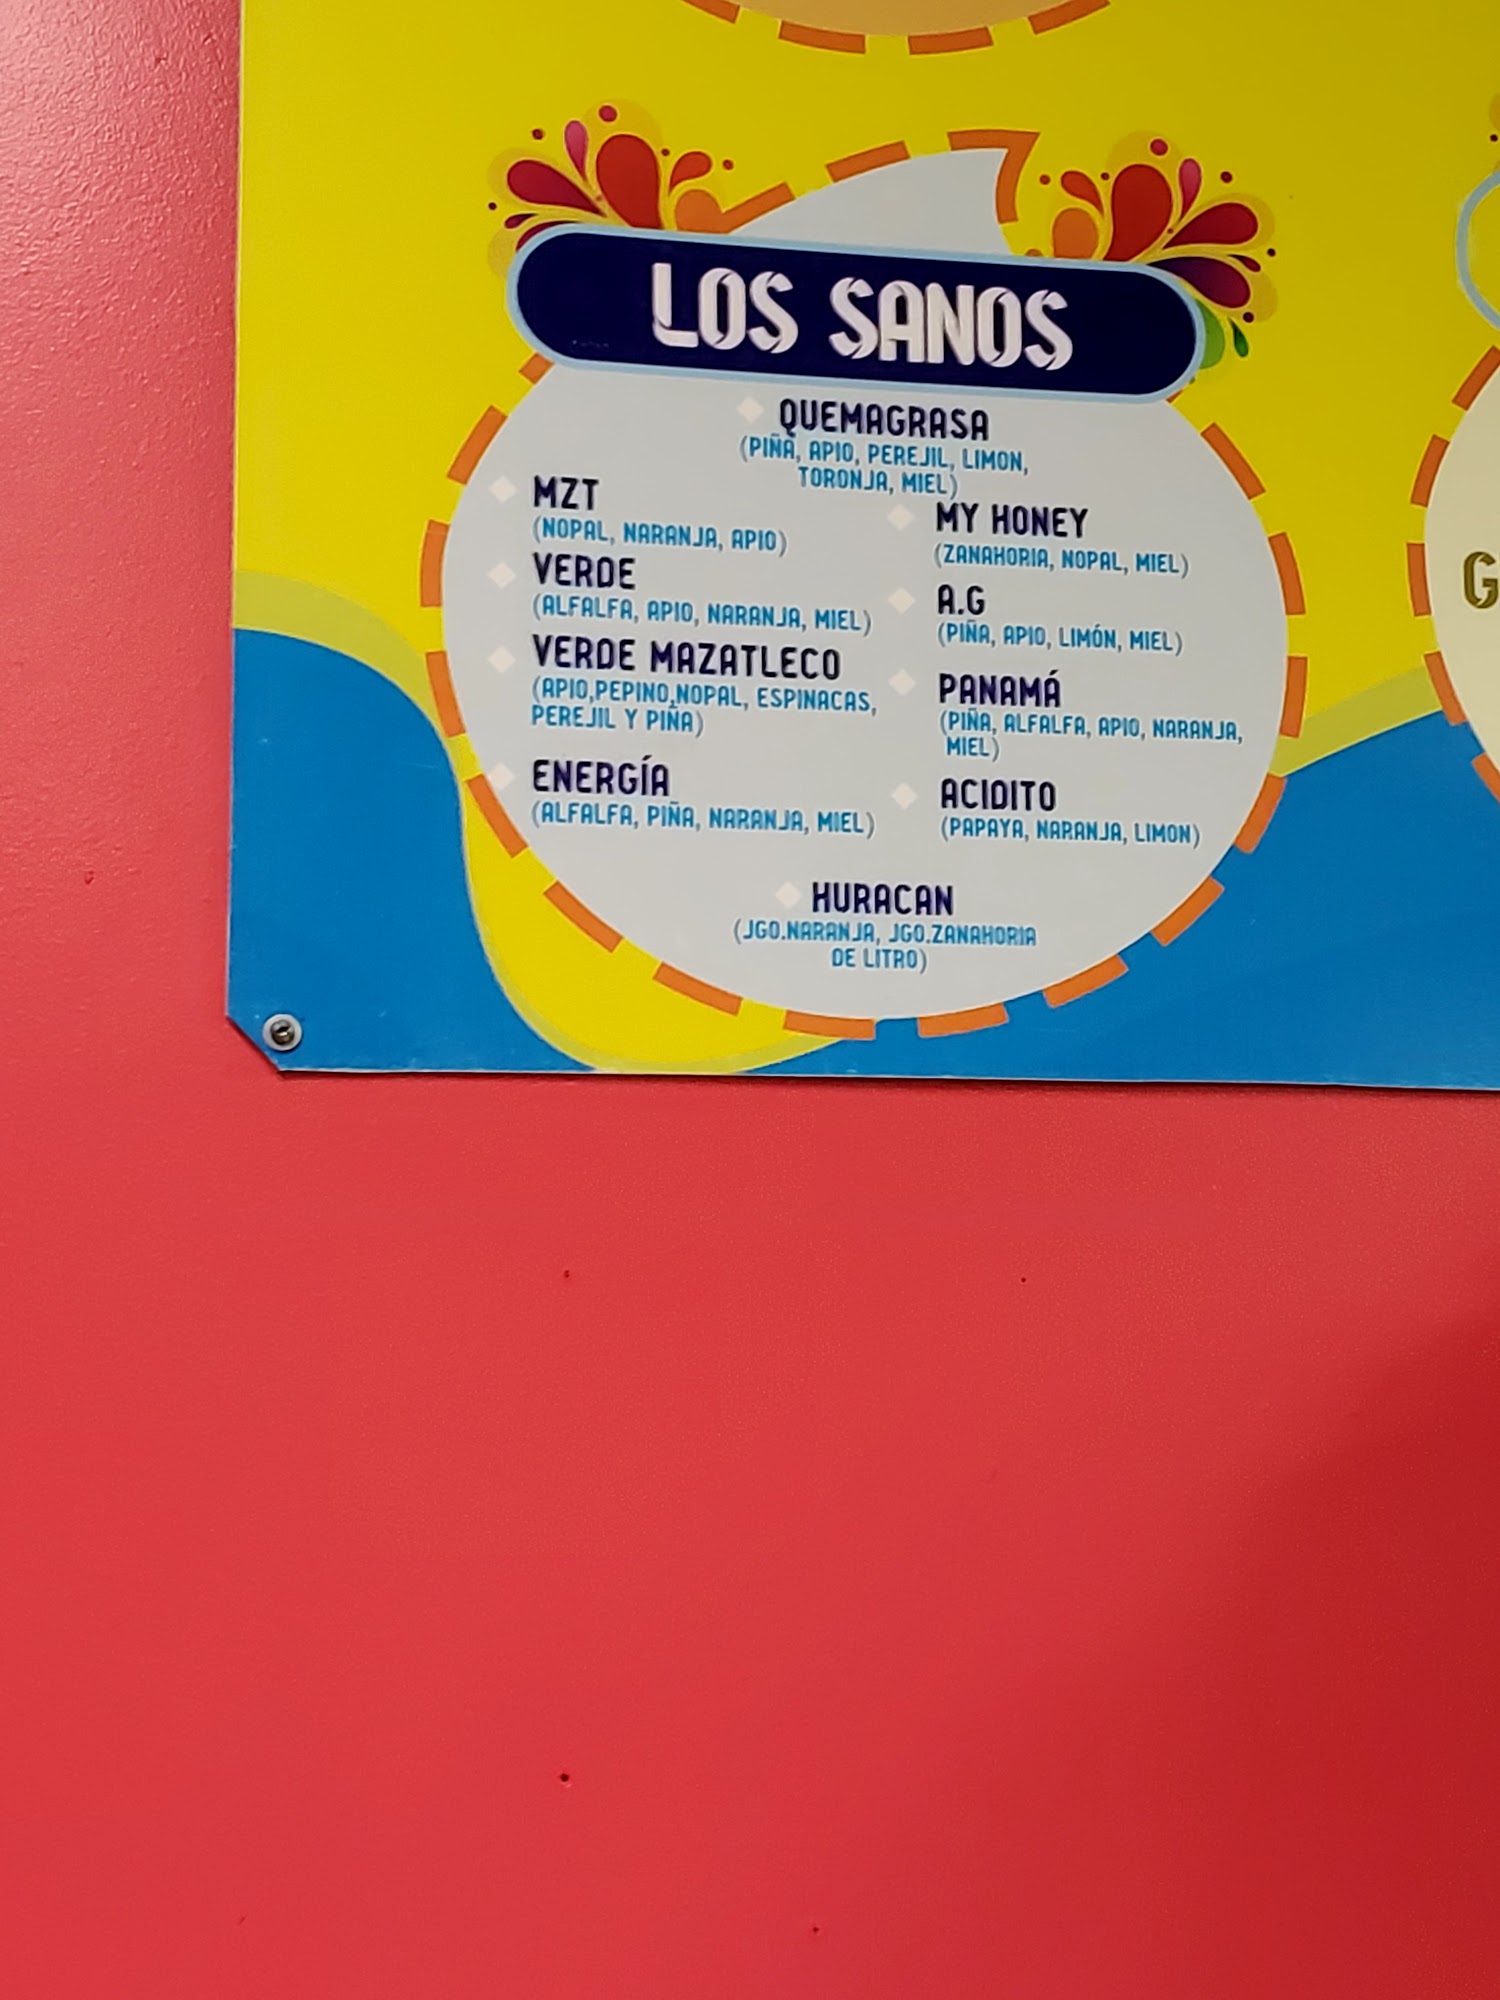 LOS SANOS
QUEMAGRASA
(PIÑA, APIO, PEREJIL, LIMON,
TORONJA, MIEL)
MZT
(NOPAL, NARANJA, APIO)
VERDE
(ALFALFA, APIO, NARANJA, MIEL)
VERDE MAZATLECO
(APIO,PEPINO,NOPAL, ESPINACAS,
PEREJIL Y PIÑA)
ENERGÍA
(ALFALFA, PIÑA, NARANJA, MIEL)
MY HONEY
(ZANAHORIA, NOPAL, MIEL)
A.G
(PIÑA, APIO, LIMÓN, MIEL)
PANAMÁ
(PIÑA, ALFALFA, APIO, NARANJA,
MIEL)
ACIDITO
(PAPAYA, NARANJA, LIMON)
HURACAN
(JGO.NARANJA, JGO.ZANAHORIA
DE LITRO)
G